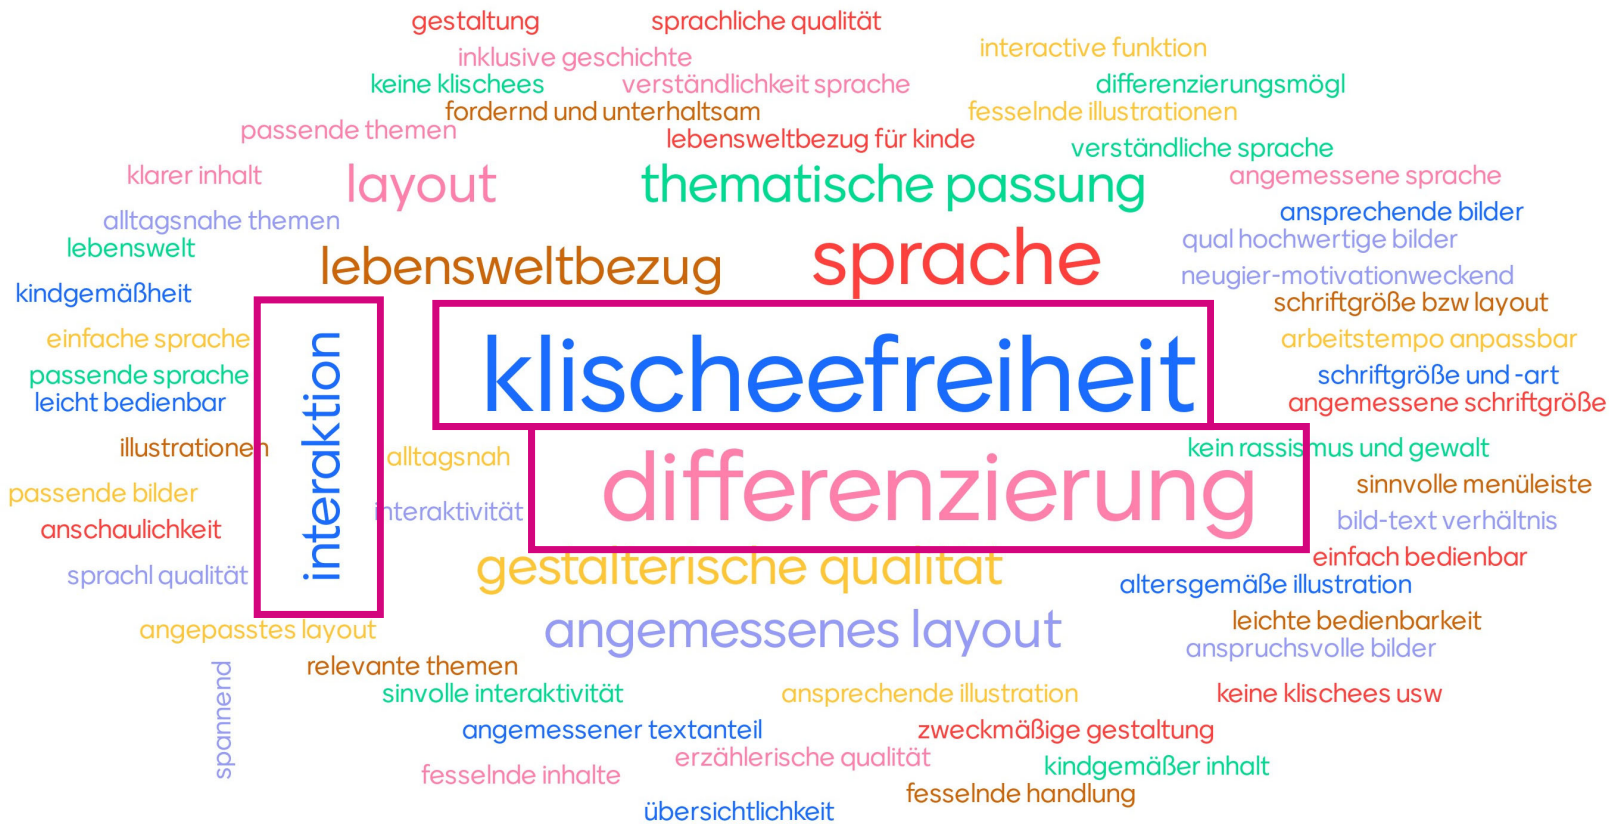 gestaltung
sprachliche qualität
interactive funktion
inklusive geschichte
keine klischees
verständlichkeit sprache
differenzierungsmögl
fordernd und unterhaltsam
fesselnde illustrationen
passende themen
lebensweltbezug für kinde
verständliche sprache
klarer inhalt
layout
thematische passung
angemessene sprache
alltagsnahe themen
ansprechende bilder
lebenswelt
qual hochwertige bilder
lebensweltbezug
sprache
neugier-motivationweckend
kindgemäßheit
schriftgröße bzw layout
einfache sprache
arbeitstempo anpassbar
passende sprache
klischeefreiheit
schriftgröße und -art
leicht bedienbar
angemessene schriftgröße
interaktion
illustrationen
alltagsnah
kein rassismus und gewalt
passende bilder
differenzierung
sinnvolle menüleiste
anschaulichkeit
interaktivität
bild-text verhältnis
sprachl qualität
gestalterische qualität
einfach bedienbar
altersgemäße illustration
angepasstes layout
angemessenes layout
leichte bedienbarkeit
anspruchsvolle bilder
spannend
relevante themen
sinvolle interaktivität
ansprechende illustration
keine klischees usw
angemessener textanteil
zweckmäßige gestaltung
erzählerische qualität
kindgemäßer inhalt
fesselnde inhalte
fesselnde handlung
übersichtlichkeit